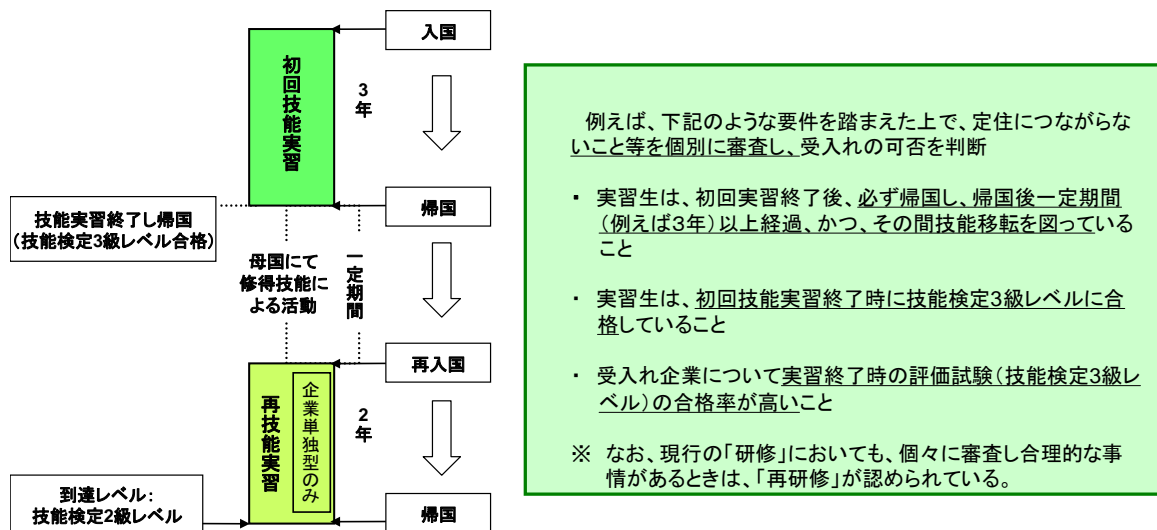 入国
初回技能実習
3年
帰国
技能実習終了し帰国
(技能検定3級レベル合格)
母国にて
修得技能に
よる活動
一定期間
再入国
再技能実習
企業単独型のみ
2年
到達レベル:
技能検定2級レベル
帰国
例えば、下記のような要件を踏まえた上で、定住につながらな
いこと等を個別に審査し、受入れの可否を判断
・ 実習生は、初回実習終了後、必ず帰国し、帰国後一定期間
(例えば3年)以上経過、かつ、その間技能移転を図っている
こと
・ 実習生は、初回技能実習終了時に技能検定3級レベルに合
格していること
・ 受入れ企業について実習終了時の評価試験(技能検定3級レ
ベル)の合格率が高いこと
※ なお、現行の「研修」においても、個々に審査し合理的な事
情があるときは、「再研修」が認められている。